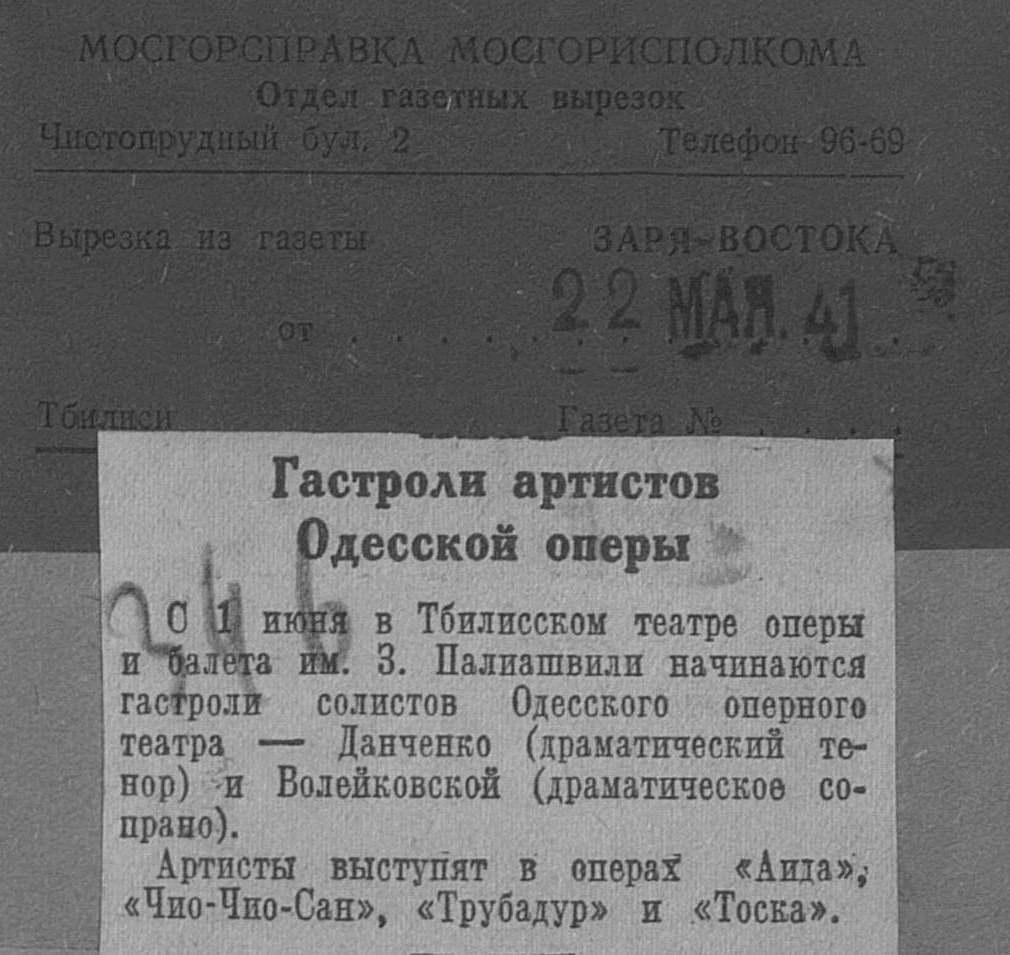 МОСГОРСПРАВКА МОСГОРИСПОЛКОМА
Отдел газетных вырезок
Чистопрудный бул. 2 Телефон 96-69
Вырезка из газеты ЗАРЯ-ВОСТОКА
от . . . . . . . . . . . . .
22 МАЯ. 41
Тбилиси Газета № . . . .
Гастроли артистов
Одесской оперы
246
С 1 июня в Тбилисском театре оперы
и балета им. З. Палиашвили начинаются
гастроли солистов Одесского оперного
театра — Данченко (драматический те-
нор) и Волейковской (драматическое со-
прано).
Артисты выступят в операх «Аида»,
«Чио-Чио-Сан», «Трубадур» и «Тоска».